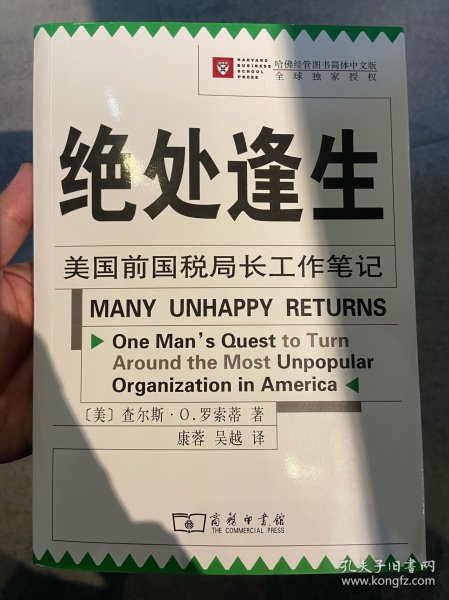 HARVARD
BUSINESS
SCHOOL
PRESS
哈佛经管图书简体中文版
全球独家授权
绝处逢生
美国前国税局长工作笔记
MANY UNHAPPY RETURNS
One Man's Quest to Turn
Around the Most Unpopular
Organization in America
〔美〕查尔斯·O.罗索蒂 著
康蓉 吴越 译
商务印书馆
THE COMMERCIAL PRESS
孔夫子旧书网
www.kongfz.com